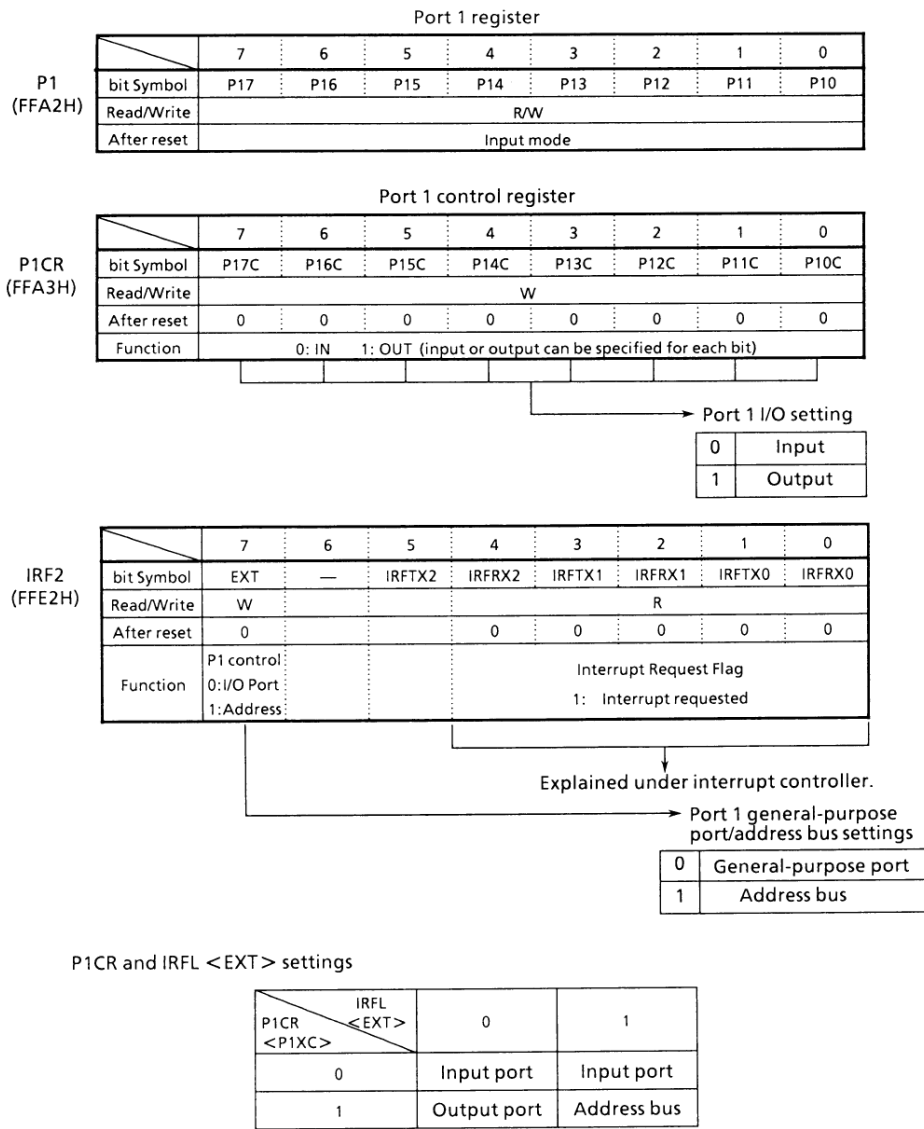 Port 1 register
7 6 5 4 3 2 1 0
P1
(FFA2H)
bit Symbol P17 P16 P15 P14 P13 P12 P11 P10
Read/Write R/W
After reset Input mode
Port 1 control register
7 6 5 4 3 2 1 0
P1CR
(FFA3H)
bit Symbol P17C P16C P15C P14C P13C P12C P11C P10C
Read/Write W
After reset 0 0 0 0 0 0 0 0
Function 0: IN 1: OUT (input or output can be specified for each bit)
Port 1 I/O setting
0 Input
1 Output
7 6 5 4 3 2 1 0
IRF2
(FFE2H)
bit Symbol EXT — IRFTX2 IRFRX2 IRFTX1 IRFRX1 IRFTX0 IRFRX0
Read/Write W R
After reset 0 0 0 0 0 0
Function
P1 control
0:I/O Port
1:Address
Interrupt Request Flag
1: Interrupt requested
Explained under interrupt controller.
Port 1 general-purpose
port/address bus settings
0 General-purpose port
1 Address bus
P1CR and IRFL <EXT> settings
IRFL
<EXT>
P1CR
<P1XC>
0 1
0 Input port Input port
1 Output port Address bus